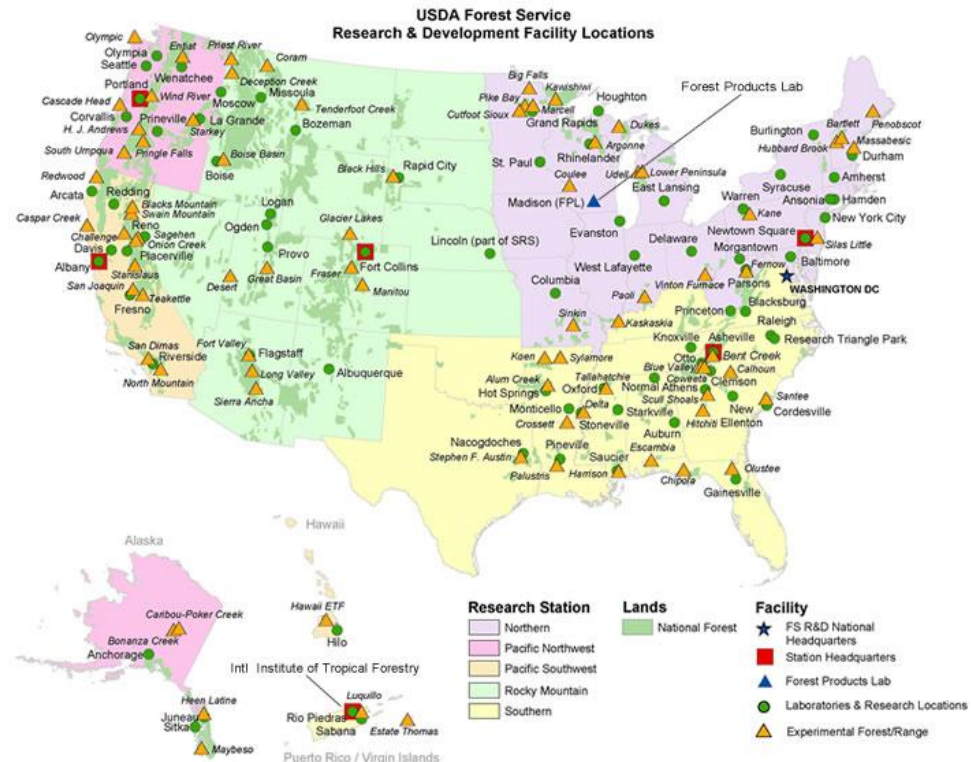 USDA Forest Service
Research & Development Facility Locations
Olympic
Olympia
Seattle
Entiat
Wenatchee
Priest River
Coram
Deception Creek
Portland
Wind River
Moscow
Missoula
Cascade Head
Corvallis
Prineville
La Grande
Starkey
Tenderfoot Creek
Bozeman
H. J. Andrews
South Umpqua
Pringle Falls
Boise Basin
Boise
Black Hills
Rapid City
Redwood
Arcata
Redding
Blacks Mountain
Swain Mountain
Caspar Creek
Reno
Challenge
Sagehen
Davis
Onion Creek
Placerville
Albany
Stanislaus
San Joaquin
Teakettle
Fresno
Logan
Ogden
Provo
Glacier Lakes
Desert
Great Basin
Fraser
Fort Collins
Manitou
San Dimas
Riverside
North Mountain
Fort Valley
Flagstaff
Long Valley
Sierra Ancha
Albuquerque
Big Falls
Kawishiwi
Pike Bay
Marcell
Cutfoot Sioux
Grand Rapids
Houghton
Forest Products Lab
Dukes
Argonne
Rhinelander
St. Paul
Coulee
Udell
Lower Peninsula
East Lansing
Madison (FPL)
Evanston
Lincoln (part of SRS)
West Lafayette
Delaware
Columbia
Paoli
Vinton Furnace
Sinkin
Kaskaskia
Penobscot
Bartlett
Massabesic
Burlington
Hubbard Brook
Durham
Syracuse
Amherst
Ansonia
Hamden
Warren
Kane
New York City
Newtown Square
Silas Little
Morgantown
Fernow
Baltimore
Parsons
WASHINGTON DC
Princeton
Blacksburg
Raleigh
Research Triangle Park
Knoxville
Asheville
Otto
Bent Creek
Blue Valley
Coweeta
Calhoun
Clemson
Koen
Sylamore
Alum Creek
Hot Springs
Tallahatchie
Oxford
Normal
Athens
Scull Shoals
Santee
Monticello
Delta
Starkville
Hitchiti
New
Ellenton
Cordesville
Crossett
Stoneville
Auburn
Nacogdoches
Stephen F. Austin
Pineville
Palustris
Saucier
Harrison
Escambia
Chipola
Olustee
Gainesville
Alaska
Hawaii
Caribou-Poker Creek
Bonanza Creek
Anchorage
Heen Latine
Juneau
Sitka
Maybeso
Hawaii ETF
Hilo
Intl Institute of Tropical Forestry
Luquillo
Rio Piedras
Sabana
Estate Thomas
Puerto Rico / Virgin Islands
Research Station
Northern
Pacific Northwest
Pacific Southwest
Rocky Mountain
Southern
Lands
National Forest
Facility
FS R&D National
Headquarters
Station Headquarters
Forest Products Lab
Laboratories & Research Locations
Experimental Forest/Range